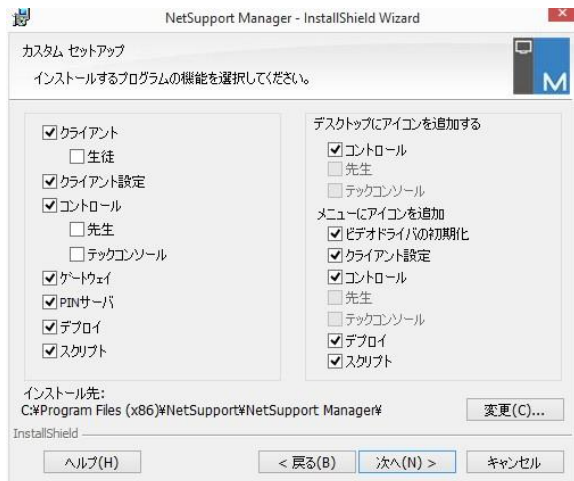 NetSupport Manager - InstallShield Wizard
カスタム セットアップ
インストールするプログラムの機能を選択してください。
M
クライアント
生徒
クライアント設定
コントロール
先生
テックコンソール
ゲートウェイ
PINサーバ
デプロイ
スクリプト
デスクトップにアイコンを追加する
コントロール
先生
テックコンソール
メニューにアイコンを追加
ビデオドライバの初期化
クライアント設定
コントロール
先生
テックコンソール
デプロイ
スクリプト
インストール先:
C:¥Program Files (x86)¥NetSupport¥NetSupport Manager¥
変更(C)...
InstallShield
ヘルプ(H)
< 戻る(B)
次へ(N) >
キャンセル